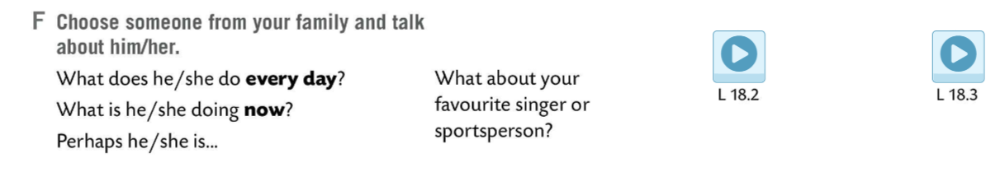 F Choose someone from your family and talk
about him/her.
What does he/she do every day?
What is he/she doing now?
Perhaps he/she is...
What about your
favourite singer or
sportsperson?
L 18.2
L 18.3